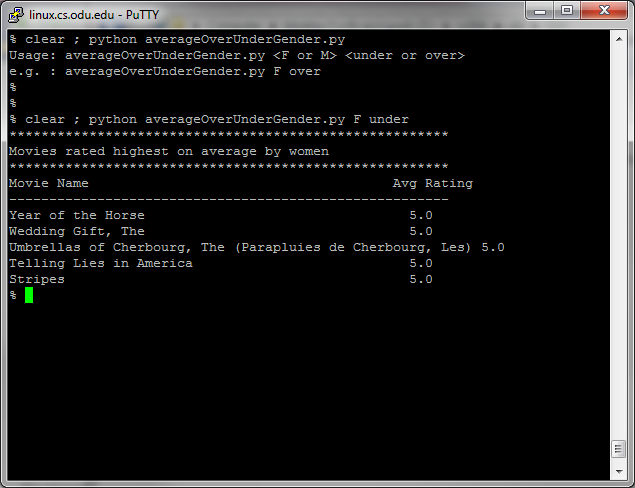 linux.cs.odu.edu - PuTTY
% clear ; python averageOverUnderGender.py
Usage: averageOverUnderGender.py <F or M> <under or over>
e.g. : averageOverUnderGender.py F over
%
%
% clear ; python averageOverUnderGender.py F under
*******************************************************
Movies rated highest on average by women
*******************************************************
Movie Name                                      Avg Rating
-------------------------------------------------------
Year of the Horse                                 5.0
Wedding Gift, The                                 5.0
Umbrellas of Cherbourg, The (Parapluies de Cherbourg, Les) 5.0
Telling Lies in America                           5.0
Stripes                                           5.0
%